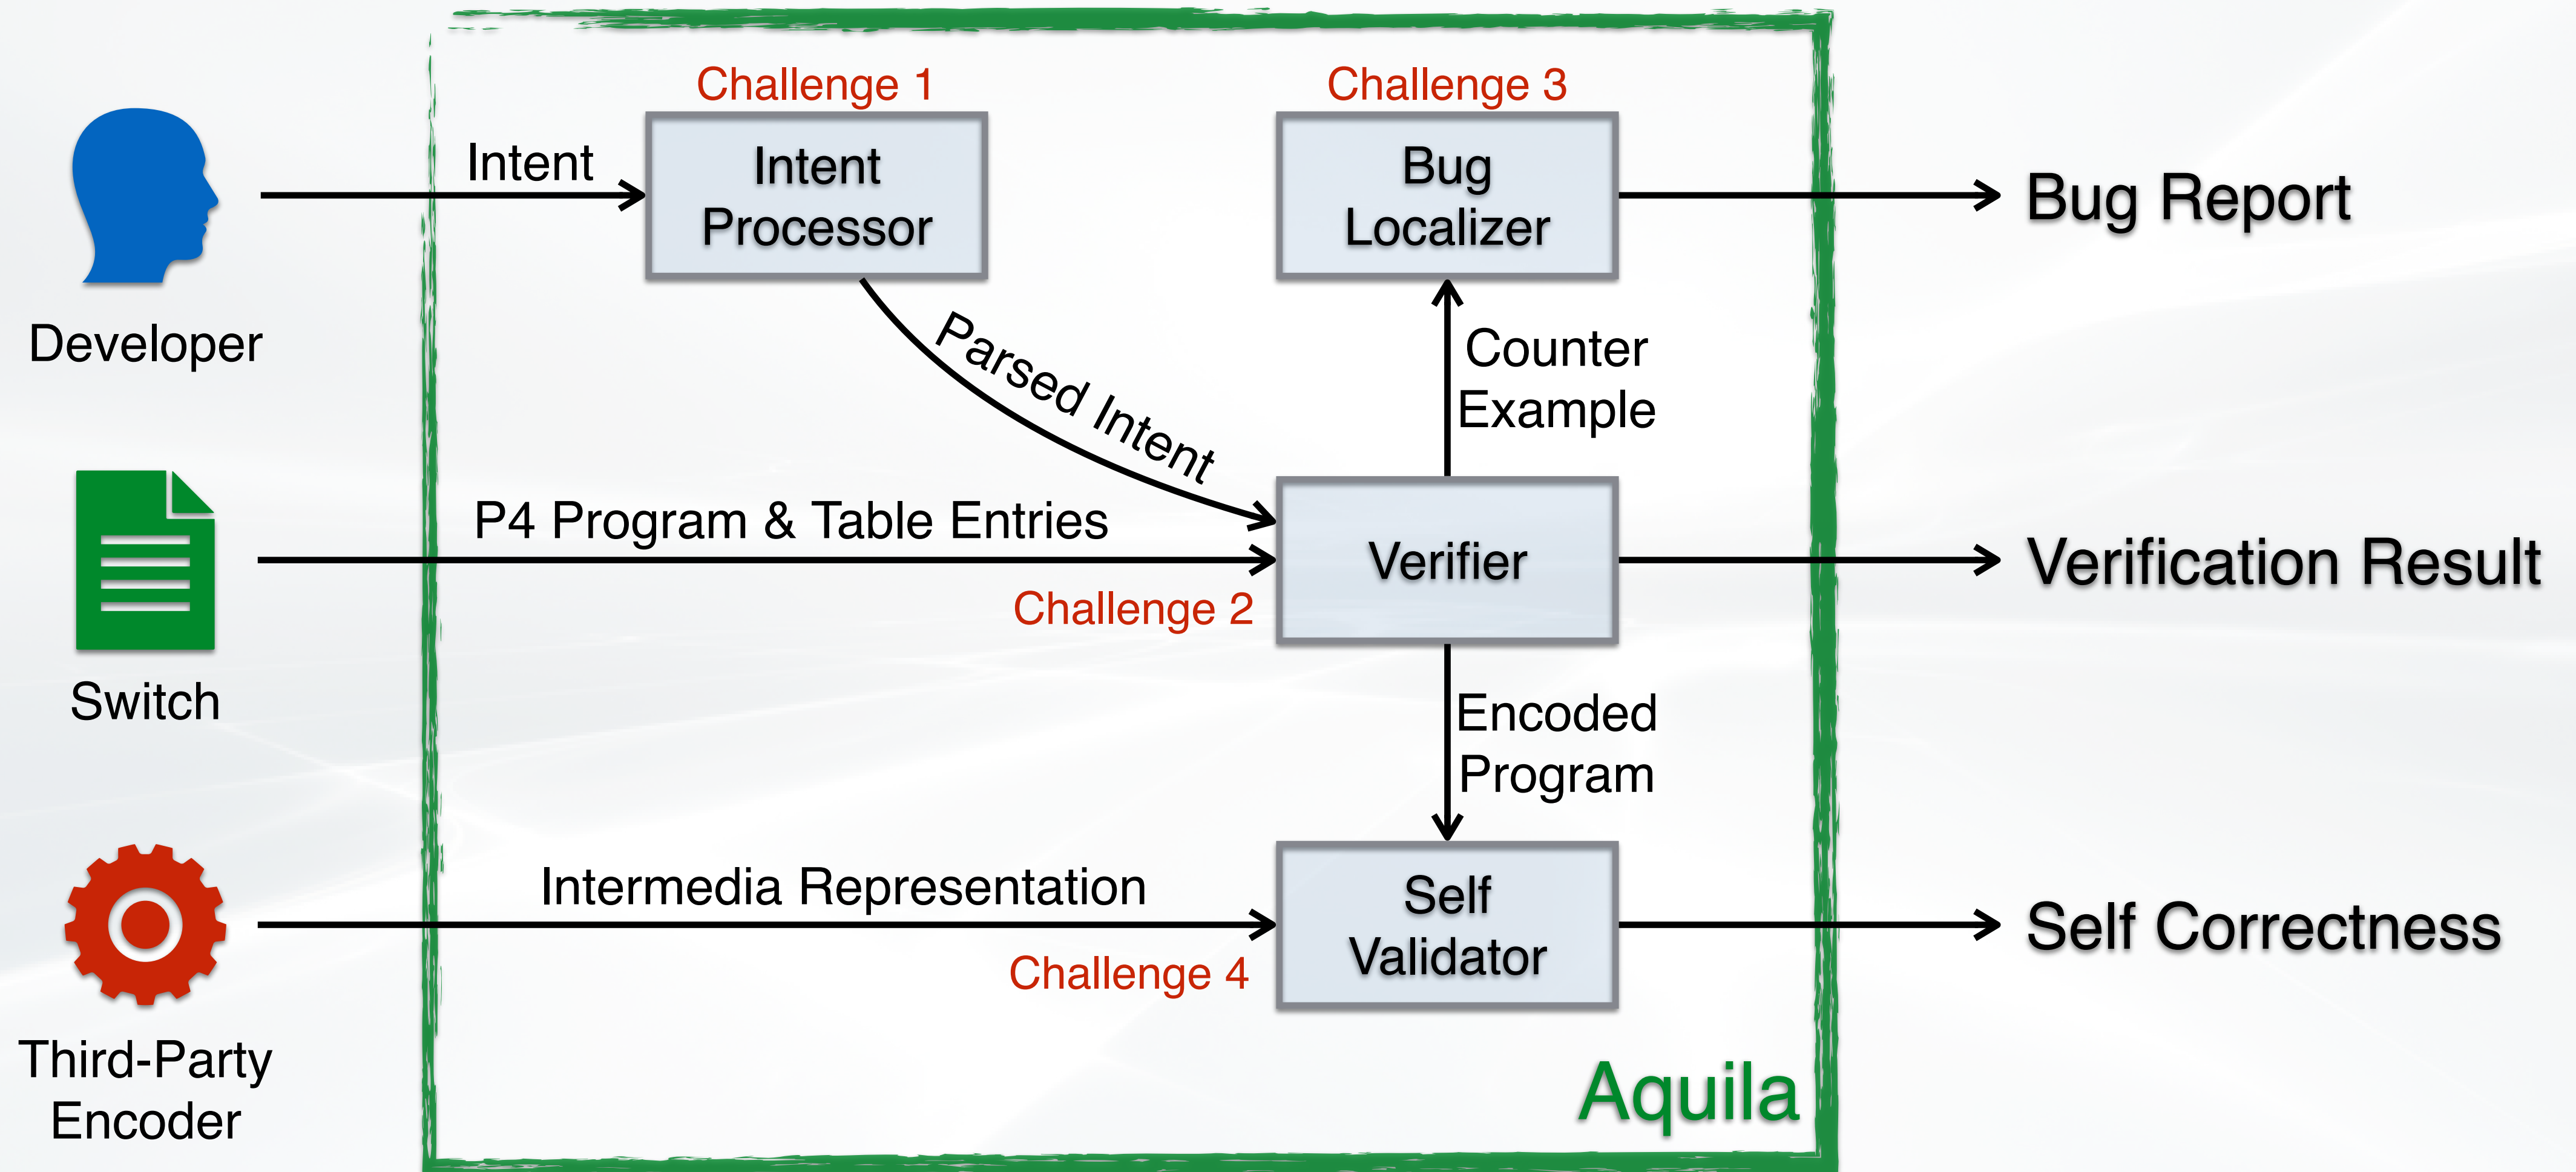 Challenge 1
Challenge 3
Intent
Intent
Processor
Bug
Localizer
Bug Report
Developer
Parsed Intent
Counter
Example
P4 Program & Table Entries
Verifier
Verification Result
Challenge 2
Switch
Encoded
Program
Intermedia Representation
Self
Validator
Self Correctness
Challenge 4
Third-Party
Encoder
Aquila